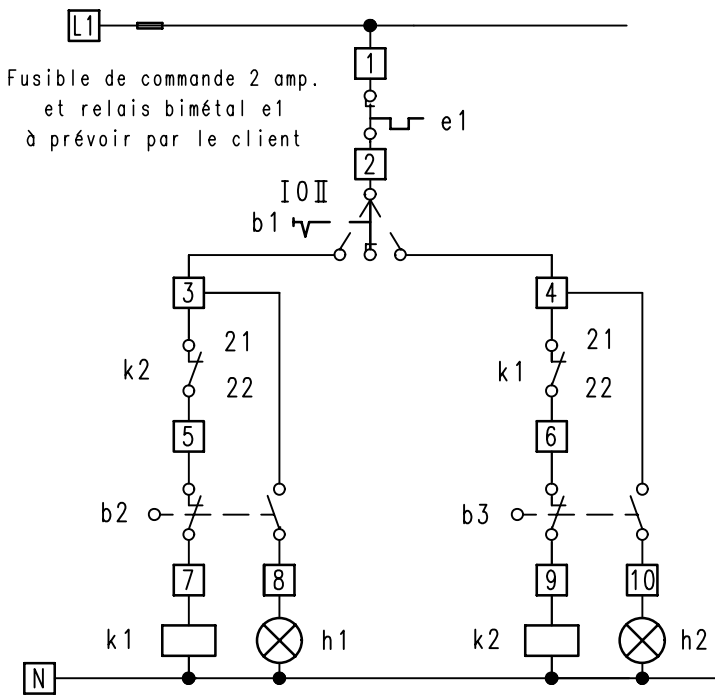 L1
1
Fusible de commande 2 amp.
et relais bimétal e1
à prévoir par le client
e1
2
I 0 II
b1
3
4
k2
21
22
k1
21
22
5
6
b2
b3
7
8
9
10
k1
h1
k2
h2
N